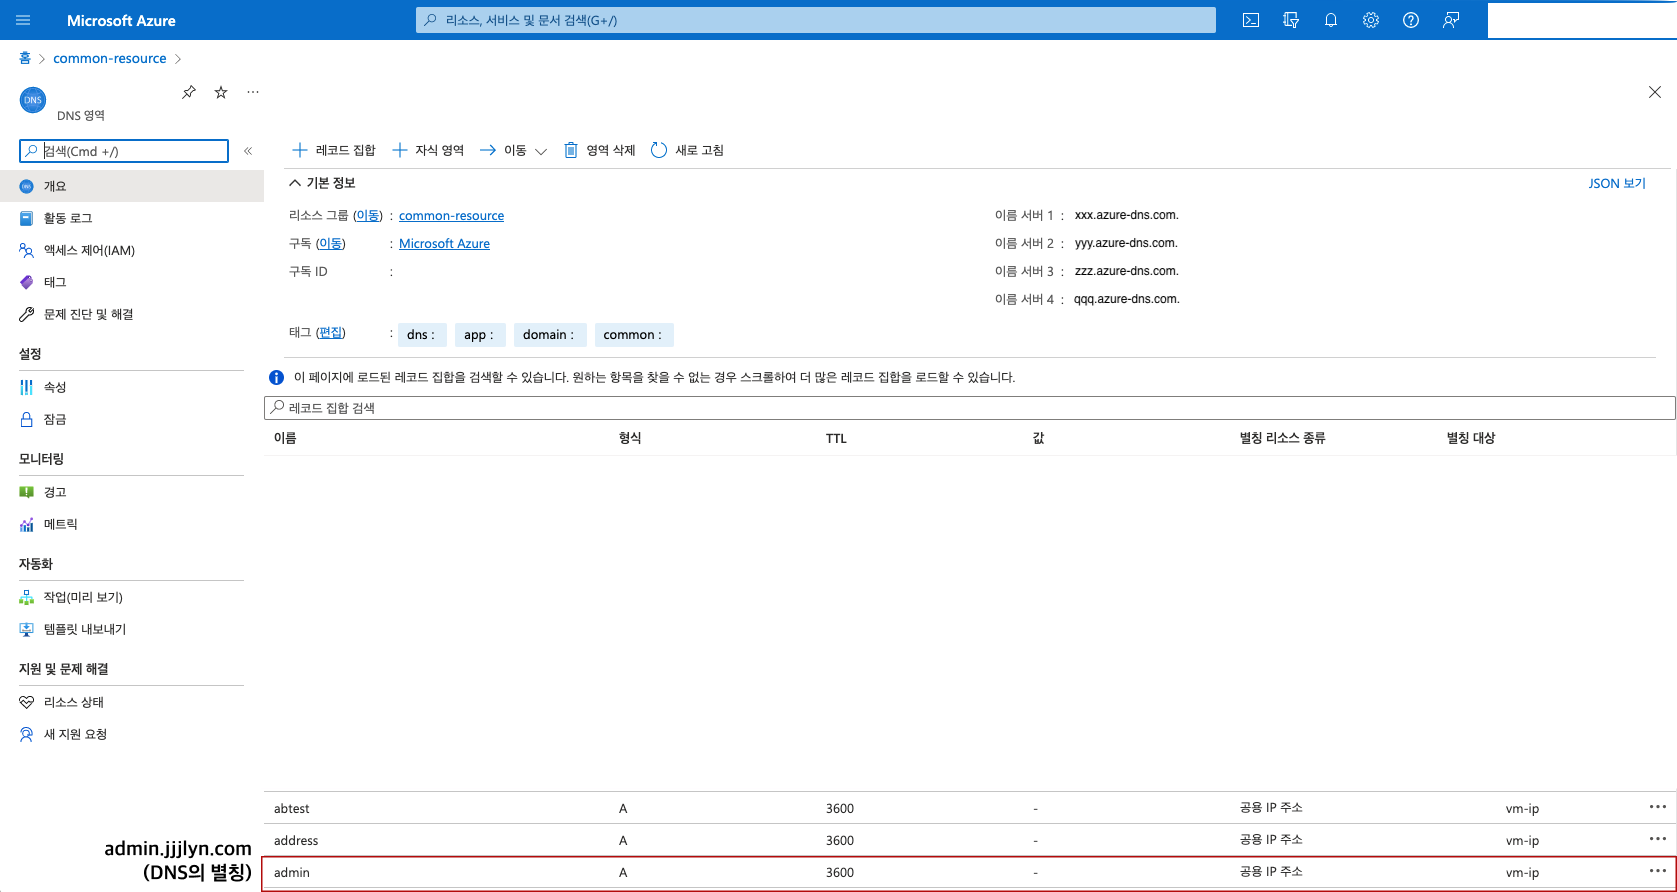 Microsoft Azure
리소스, 서비스 및 문서 검색(G+/)
홈 > common-resource >
DNS
DNS 영역
검색(Cmd +/)
개요
활동 로그
액세스 제어(IAM)
태그
문제 진단 및 해결
설정
속성
잠금
모니터링
경고
메트릭
자동화
작업(미리 보기)
템플릿 내보내기
지원 및 문제 해결
리소스 상태
새 지원 요청
레코드 집합 자식 영역 이동 영역 삭제 새로 고침
기본 정보 JSON 보기
리소스 그룹 (이동) : common-resource
구독 (이동) : Microsoft Azure
구독 ID :
이름 서버 1 : xxx.azure-dns.com.
이름 서버 2 : yyy.azure-dns.com.
이름 서버 3 : zzz.azure-dns.com.
이름 서버 4 : qqq.azure-dns.com.
태그 (편집) : dns : app : domain : common :
이 페이지에 로드된 레코드 집합을 검색할 수 있습니다. 원하는 항목을 찾을 수 없는 경우 스크롤하여 더 많은 레코드 집합을 로드할 수 있습니다.
레코드 집합 검색
이름 형식 TTL 값 별칭 리소스 종류 별칭 대상
abtest A 3600 - 공용 IP 주소 vm-ip
address A 3600 - 공용 IP 주소 vm-ip
admin A 3600 - 공용 IP 주소 vm-ip
admin.jjjlyn.com
(DNS의 별칭)